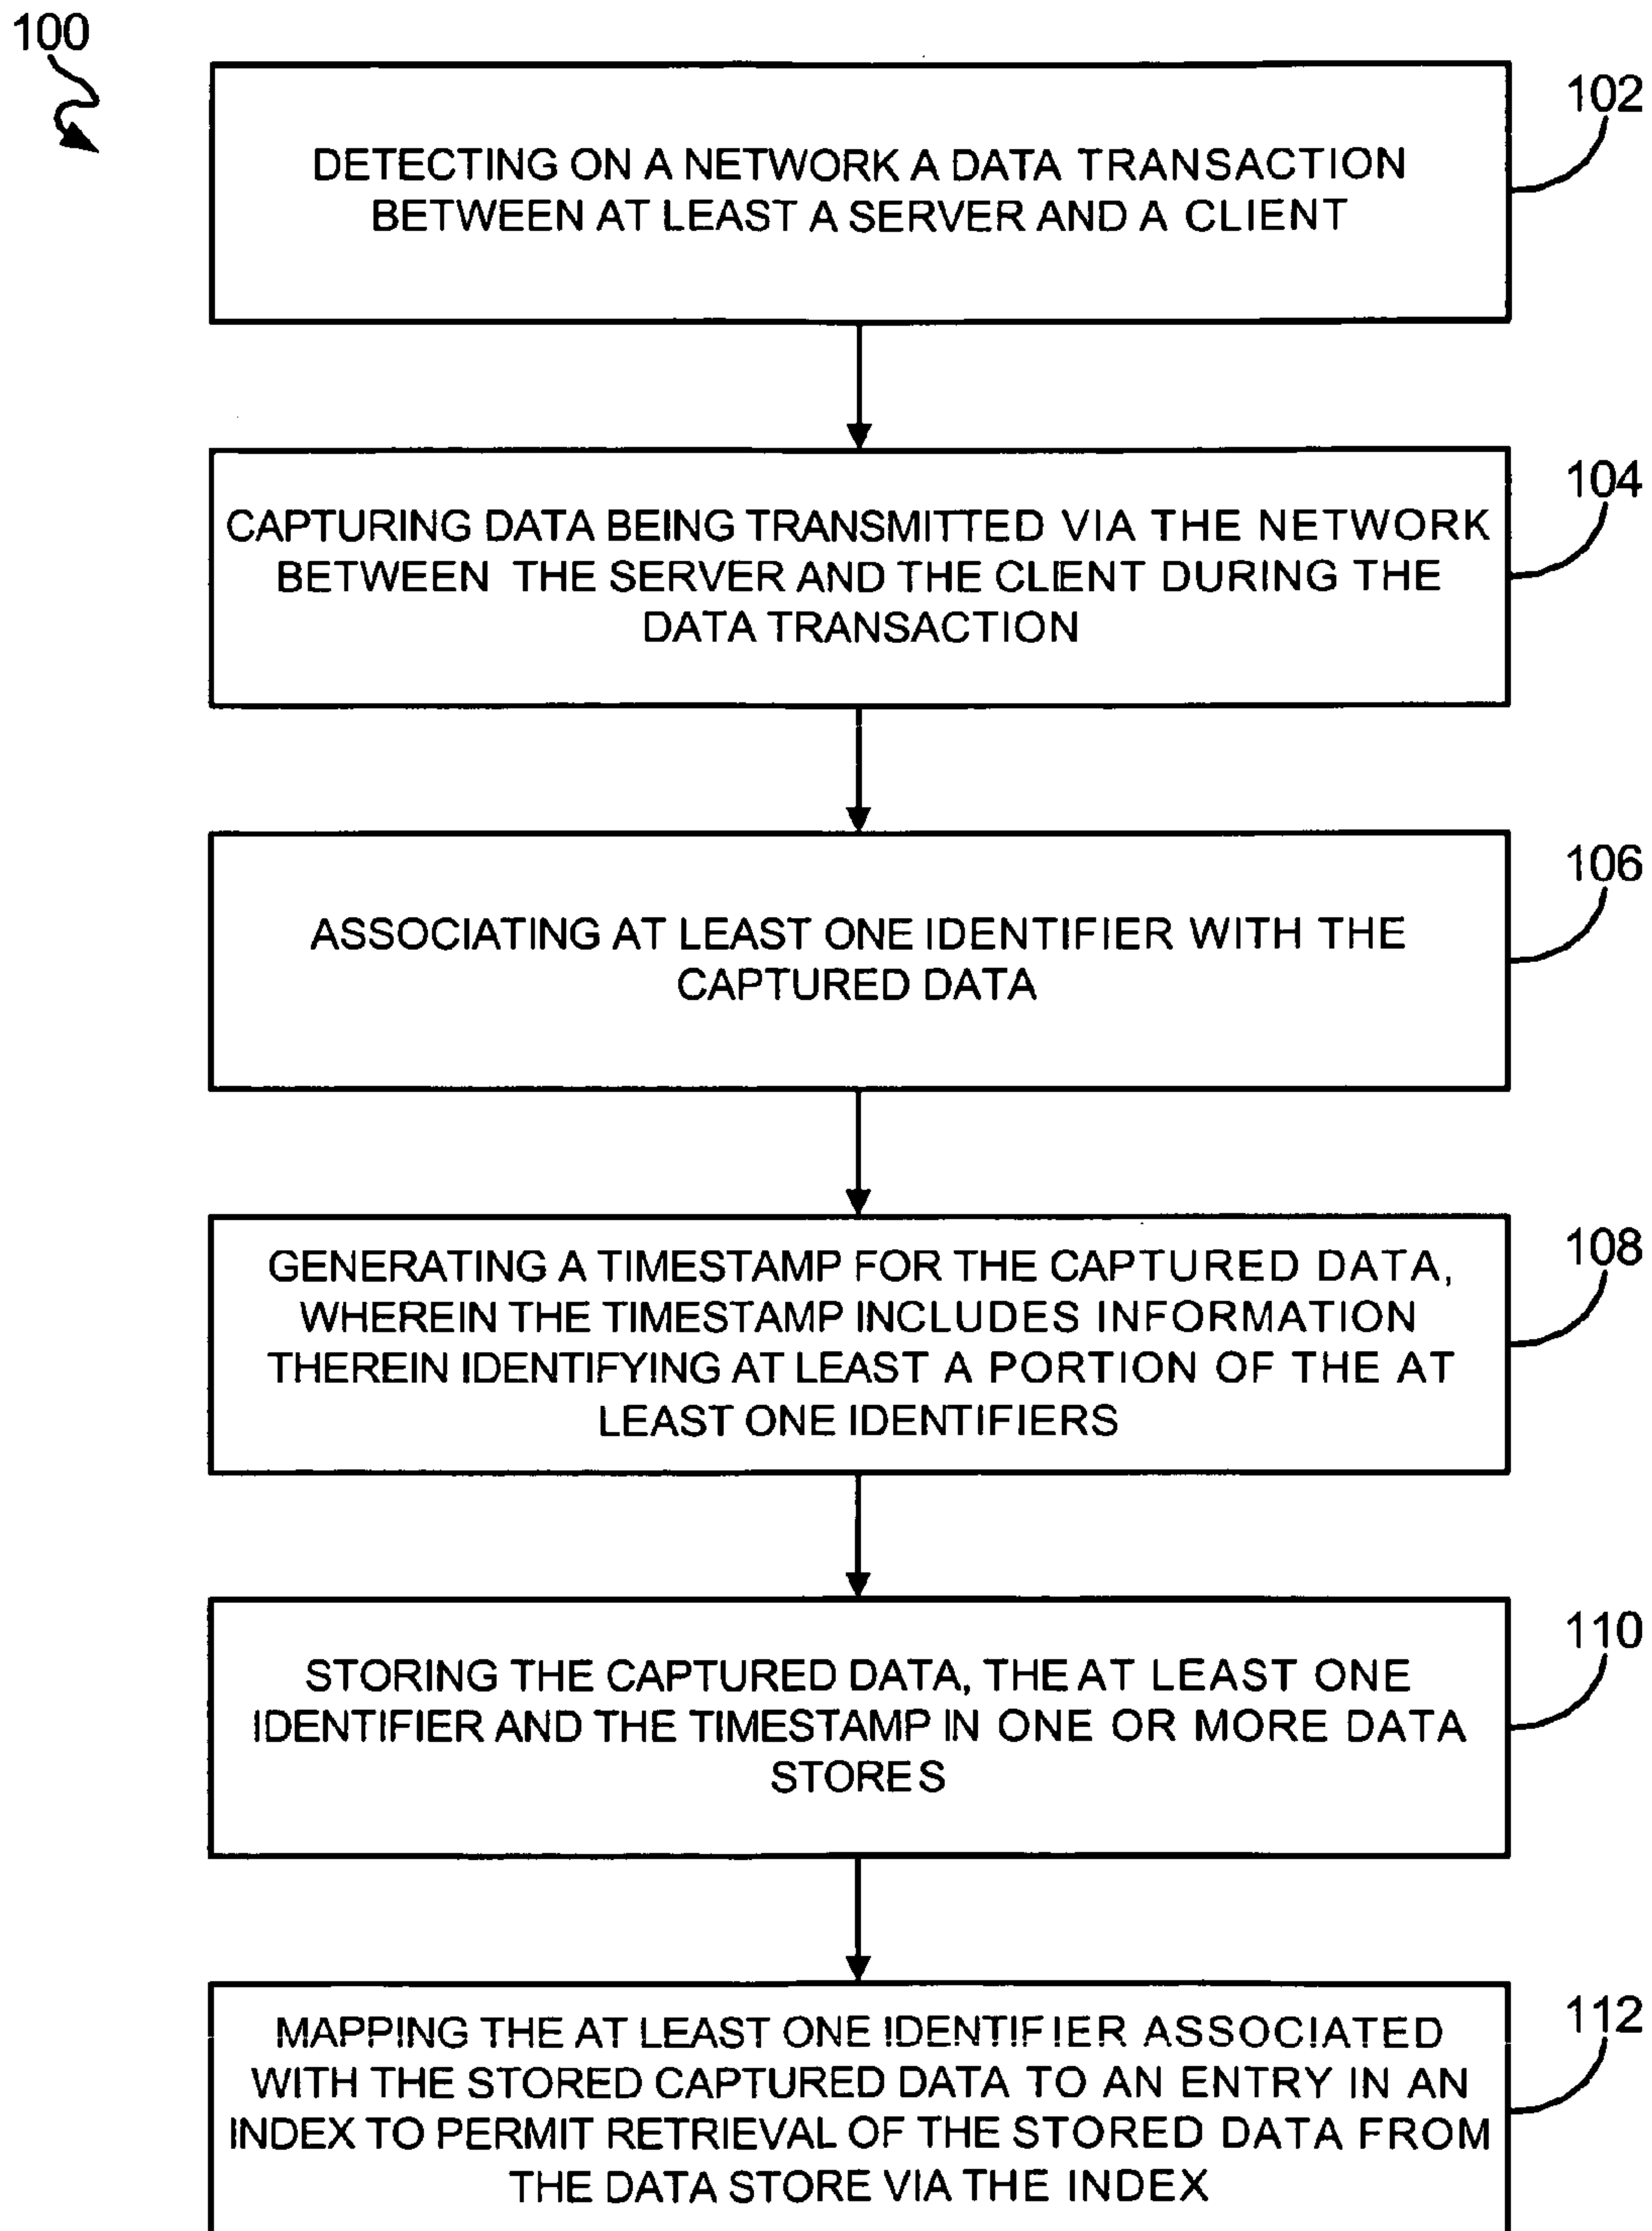 100
102
DETECTING ON A NETWORK A DATA TRANSACTION
BETWEEN AT LEAST A SERVER AND A CLIENT
104
CAPTURING DATA BEING TRANSMITTED VIA THE NETWORK
BETWEEN THE SERVER AND THE CLIENT DURING THE
DATA TRANSACTION
106
ASSOCIATING AT LEAST ONE IDENTIFIER WITH THE
CAPTURED DATA
108
GENERATING A TIMESTAMP FOR THE CAPTURED DATA,
WHEREIN THE TIMESTAMP INCLUDES INFORMATION
THEREIN IDENTIFYING AT LEAST A PORTION OF THE AT
LEAST ONE IDENTIFIERS
110
STORING THE CAPTURED DATA, THE AT LEAST ONE
IDENTIFIER AND THE TIMESTAMP IN ONE OR MORE DATA
STORES
112
MAPPING THE AT LEAST ONE IDENTIFIER ASSOCIATED
WITH THE STORED CAPTURED DATA TO AN ENTRY IN AN
INDEX TO PERMIT RETRIEVAL OF THE STORED DATA FROM
THE DATA STORE VIA THE INDEX